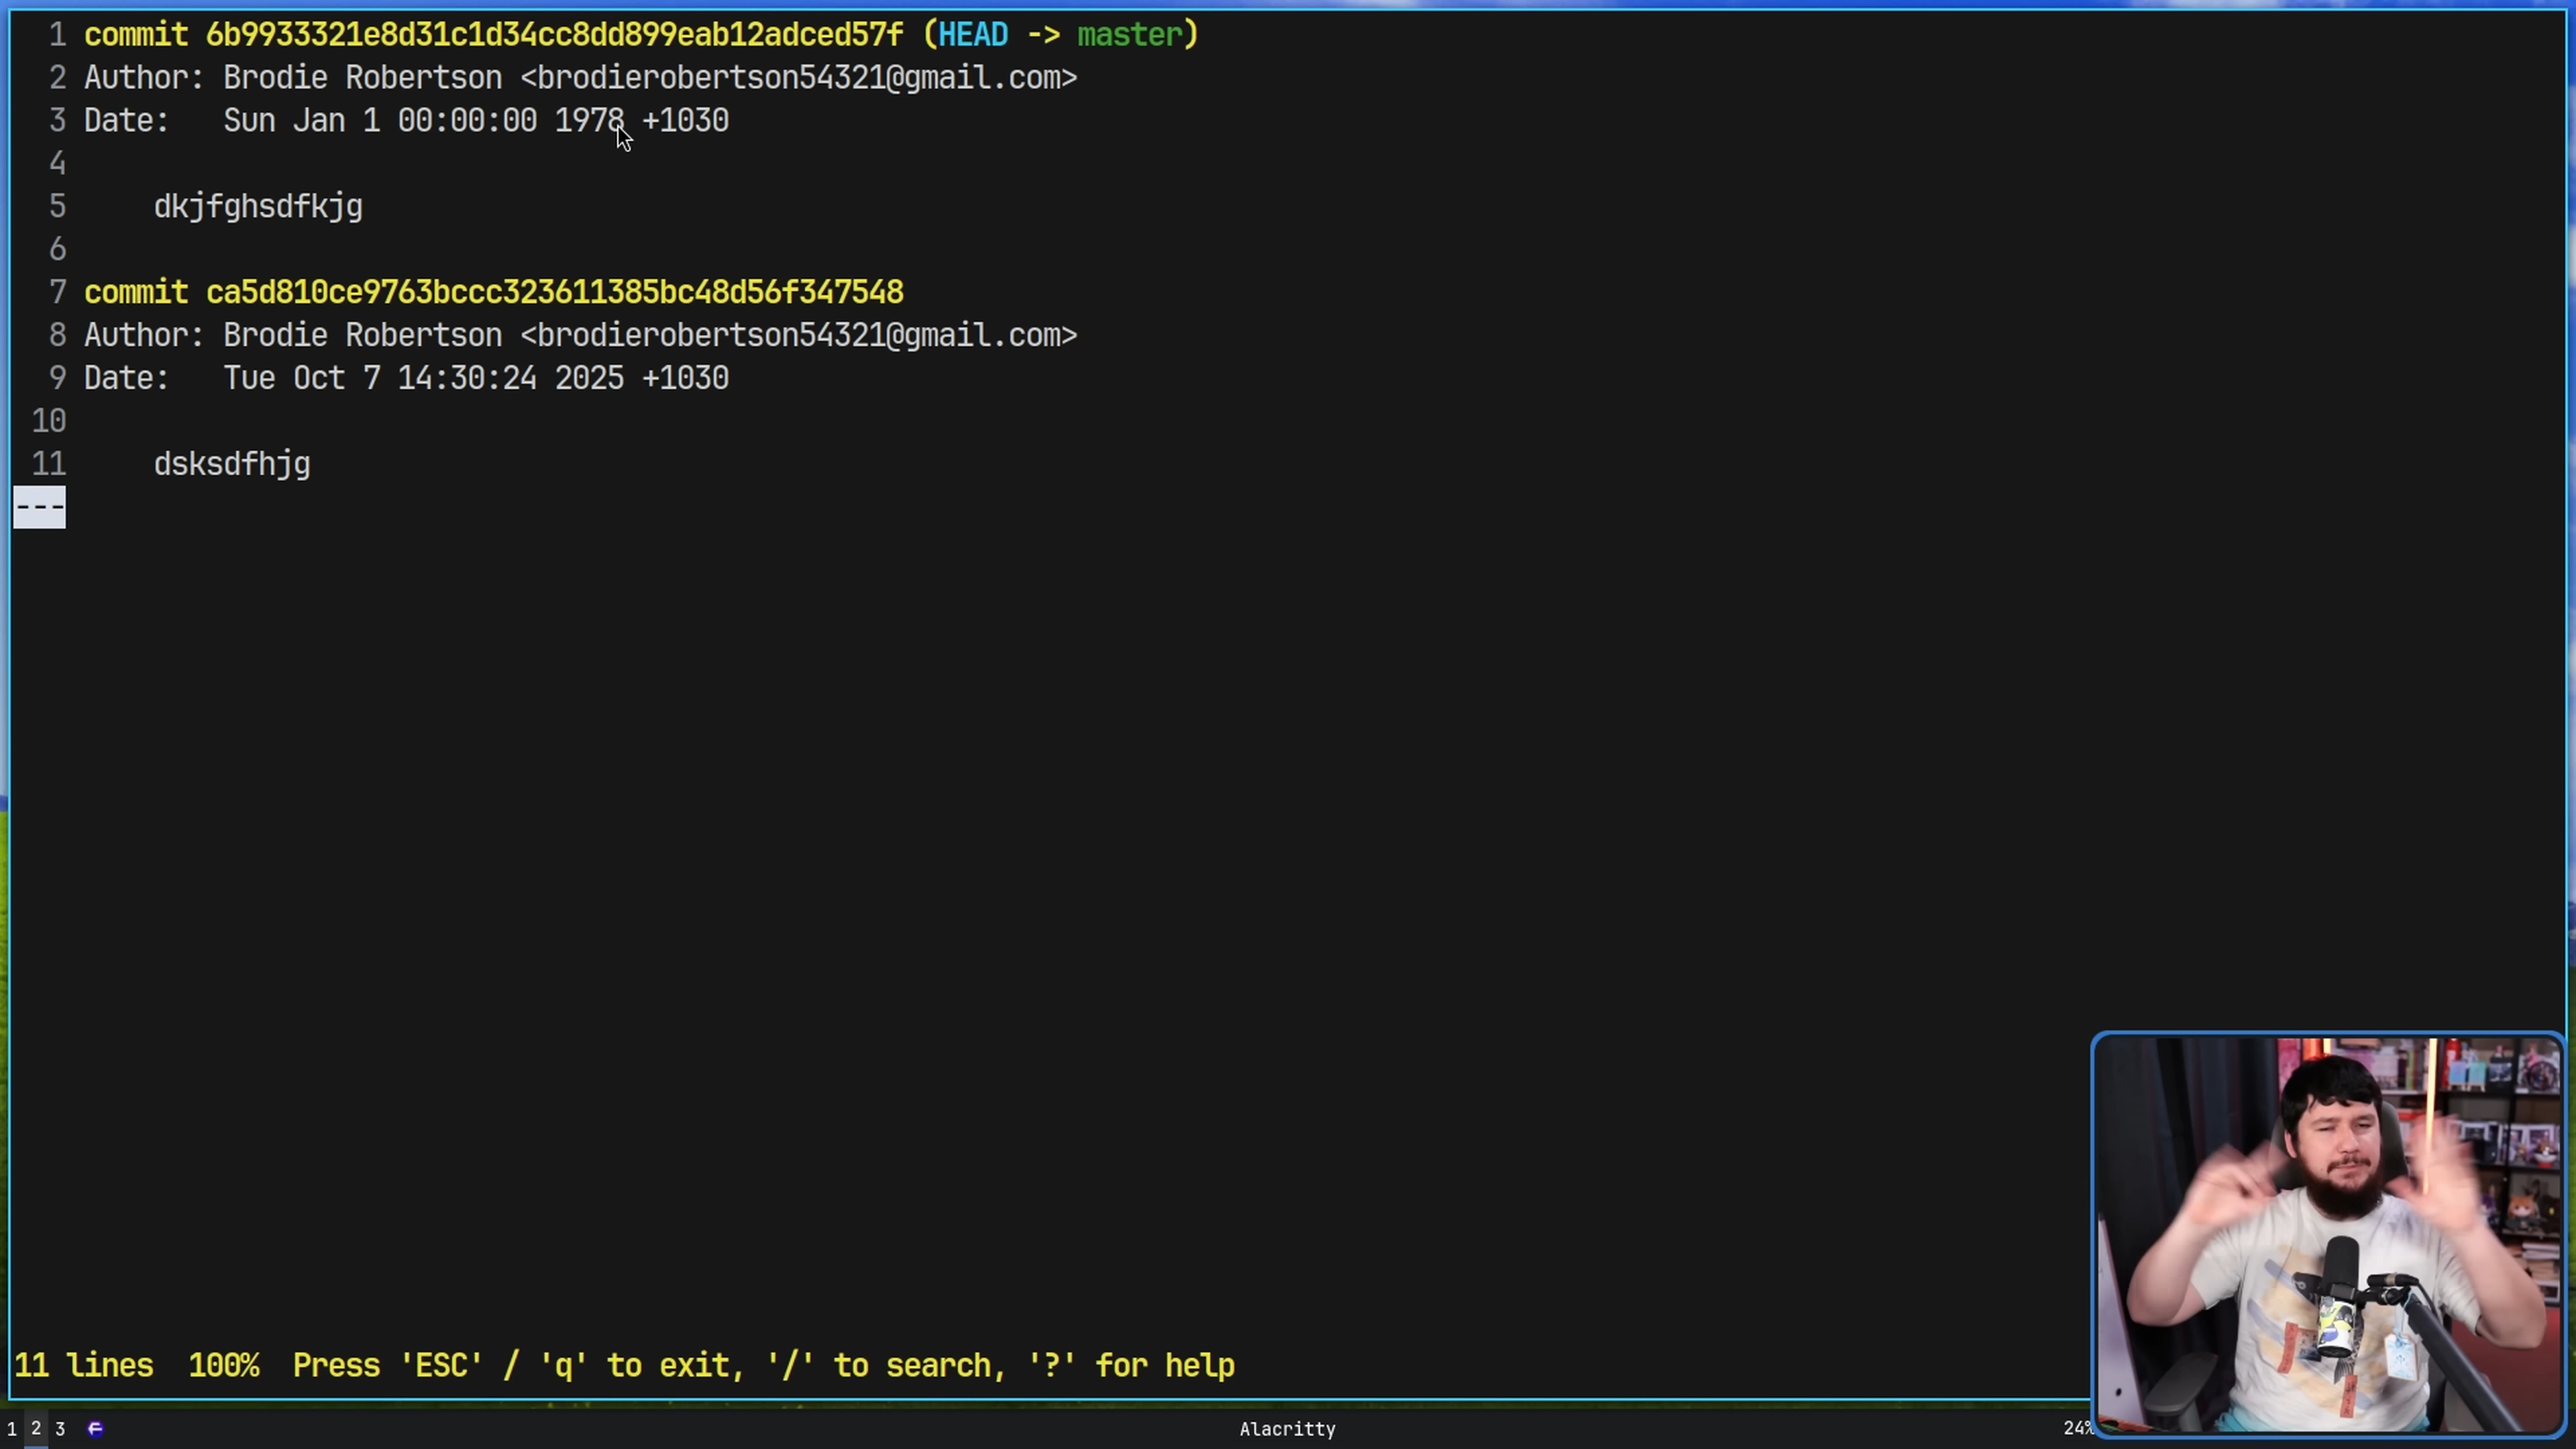 1 commit 6b9933321e8d31c1d34cc8dd899eab12adced57f (HEAD -> master)
2 Author: Brodie Robertson <brodierobertson54321@gmail.com>
3 Date:   Sun Jan 1 00:00:00 1978 +1030
4
5     dkjfghsdfkjg
6
7 commit ca5d810ce9763bccc323611385bc48d56f347548
8 Author: Brodie Robertson <brodierobertson54321@gmail.com>
9 Date:   Tue Oct 7 14:30:24 2025 +1030
10
11     dsksdfhjg
---
11 lines  100%  Press 'ESC' / 'q' to exit, '/' to search, '?' for help
1 2 3 Alacritty 24%